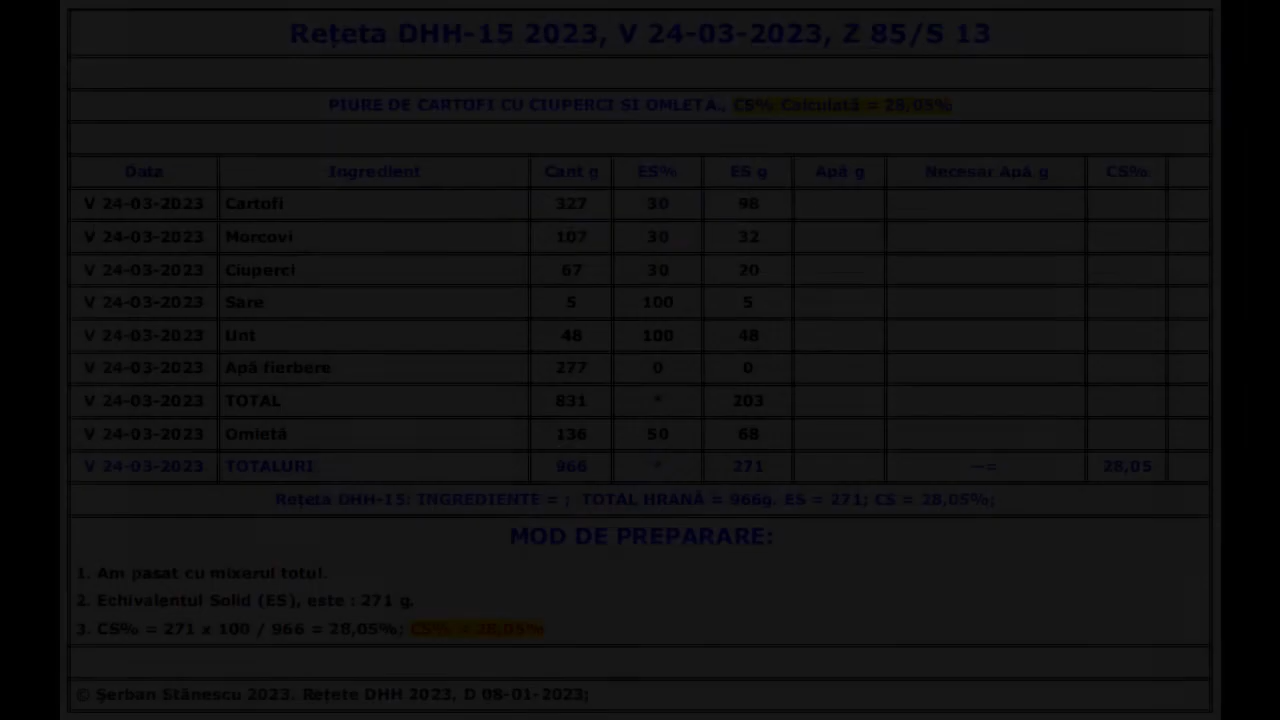 Rețeta DHH-15 2023, V 24-03-2023, Z 85/S 13
PIURE DE CARTOFI CU CIUPERCI SI OMLETA., CS% Calculată = 28,05%
Data Ingredient Cant g ES% ES g Apă g Necesar Apă g CS%
V 24-03-2023 Cartofi 327 30 98
V 24-03-2023 Morcovi 107 30 32
V 24-03-2023 Ciuperci 67 30 20
V 24-03-2023 Sare 5 100 5
V 24-03-2023 Unt 48 100 48
V 24-03-2023 Apă fierbere 277 0 0
V 24-03-2023 TOTAL 831 * 203
V 24-03-2023 Omletă 136 50 68
V 24-03-2023 TOTALURI 966 * 271 —= 28,05
Rețeta DHH-15: INGREDIENTE = ; TOTAL HRANĂ = 966g. ES = 271; CS = 28,05%;
MOD DE PREPARARE:
1. Am pasat cu mixerul totul.
2. Echivalentul Solid (ES), este : 271 g.
3. CS% = 271 x 100 / 966 = 28,05%; CS% = 28,05%
© Șerban Stănescu 2023. Rețete DHH 2023. D 08-01-2023;